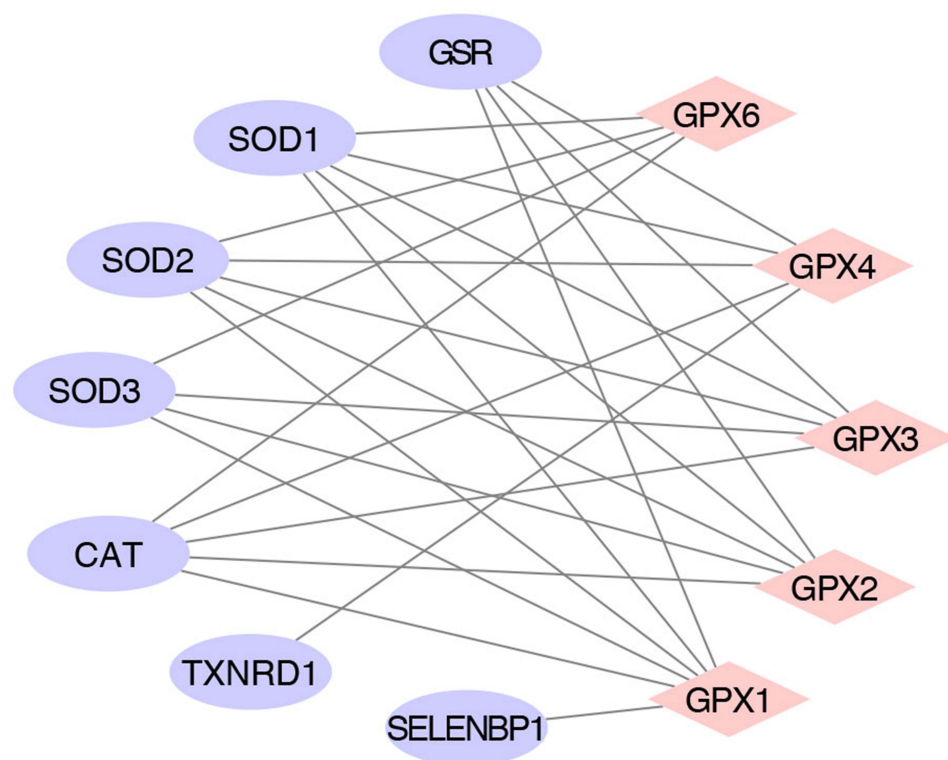 GSR
GPX6
SOD1
SOD2
GPX4
SOD3
GPX3
CAT
GPX2
TXNRD1
GPX1
SELENBP1